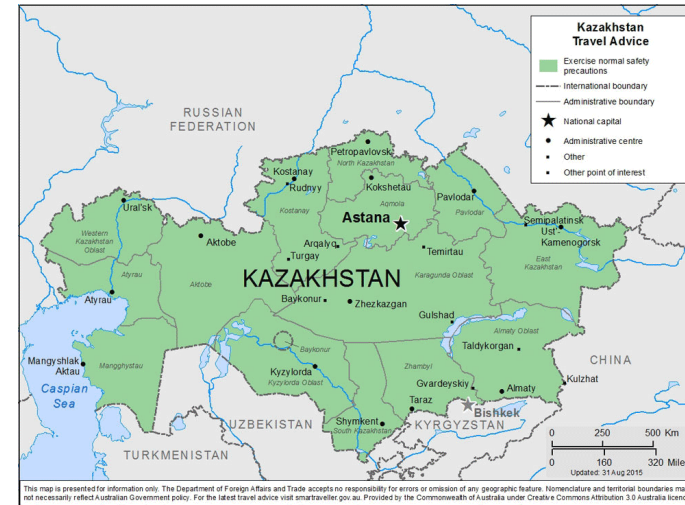 Kazakhstan
Travel Advice
Exercise normal safety
precautions
International boundary
Administrative boundary
National capital
Administrative centre
Other
Other point of interest
RUSSIAN
FEDERATION
Petropavlovsk
North Kazakhstan
Kostanay
Rudnyy
Kokshetau
Pavlodar
Aqmola
Ural'sk
Kostanay
Pavlodar
Astana
Semipalatinsk
Ust'
Kamenogorsk
Western
Kazakhstan
Oblast
Aktobe
Arqalyq
Turgay
Temirtau
East
Kazakhstan
Atyrau
Aktobe
KAZAKHSTAN
Karagunda Oblast
Atyrau
Baykonur
Zhezkazgan
Gulshad
Almaty Oblast
Baykonur
Taldykorgan
Mangyshlak
Aktau
Mangghystau
Kyzylorda
Kyzylorda Oblast
Zhambyl
CHINA
Caspian
Sea
Gvardeyskiy
Almaty
Kulzhat
Taraz
Bishkek
UZBEKISTAN
Shymkent
South Kazakhstan
KYRGYZSTAN
TURKMENISTAN
0 250 500 Km
0 160 320 Mile
Updated: 31 Aug 2015
This map is presented for information only. The Department of Foreign Affairs and Trade accepts no responsibility for errors or omission of any geographic feature. Nomenclature and territorial boundaries ma
not necessarily reflect Australian Government policy. For the latest travel advice visit smartraveller.gov.au. Provided by the Commonwealth of Australia under Creative Commons Attribution 3.0 Australia licenc